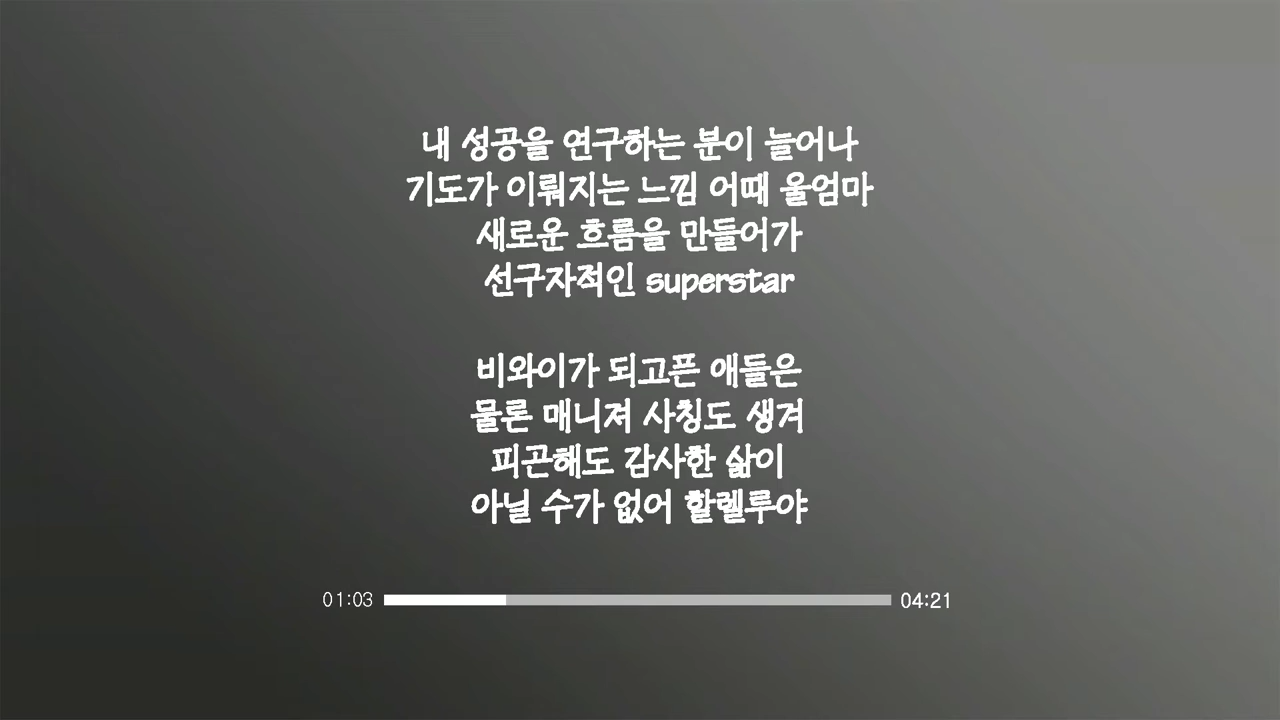 내 성공을 연구하는 분이 늘어나
기도가 이뤄지는 느낌 어때 울엄마
새로운 흐름을 만들어가
선구자적인 superstar
비와이가 되고픈 애들은
물론 매니져 사칭도 생겨
피곤해도 감사한 삶이
아닐 수가 없어 할렐루야
01:03 04:21